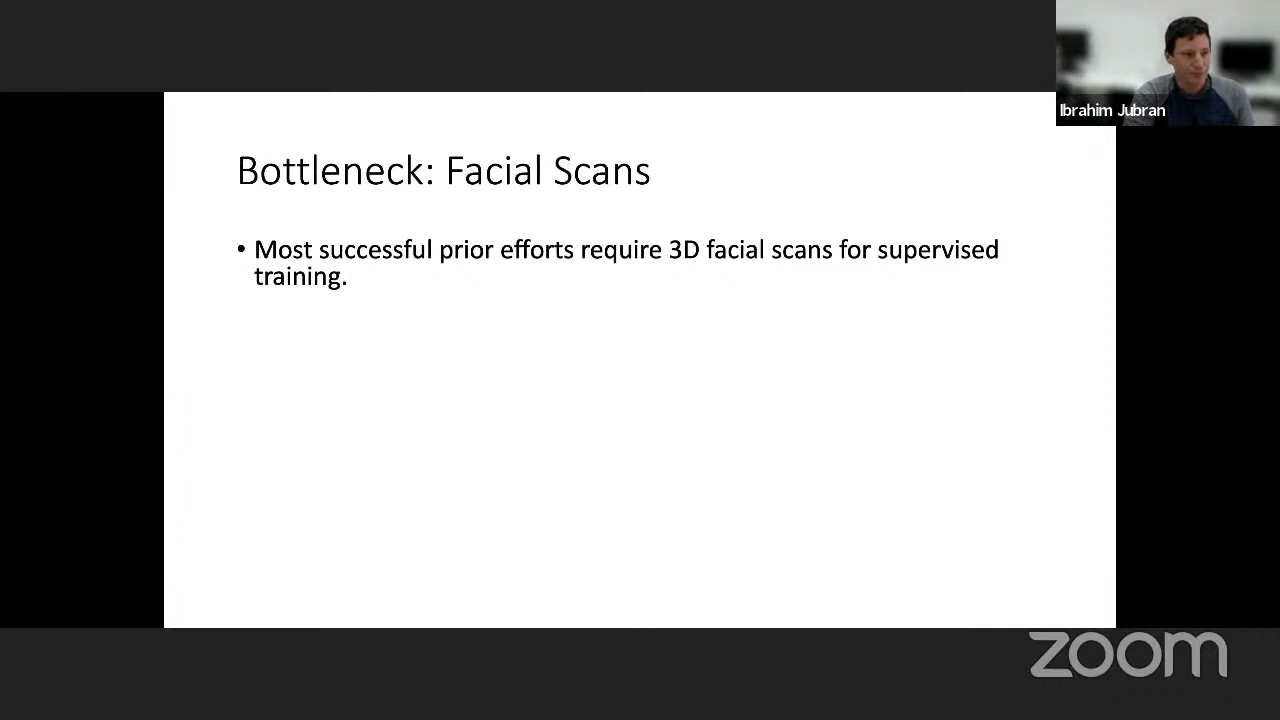 Ibrahim Jubran
Bottleneck: Facial Scans
• Most successful prior efforts require 3D facial scans for supervised
training.
zoom